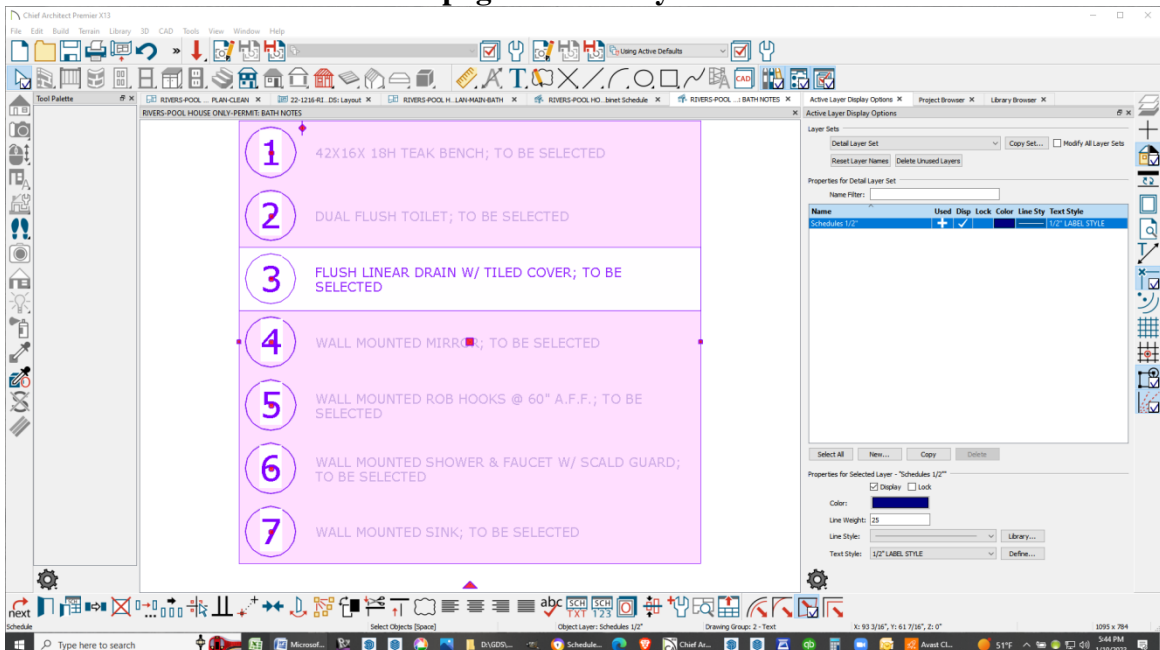 page
Chief Architect Premier X13
File Edit Build Terrain Library 3D CAD Tools View Window Help
Using Active Defaults
CAD
Tool Palette
RIVERS-POOL ... PLAN-CLEAN
22-1216-RI...DS: Layout
RIVERS-POOL H...LAN-MAIN-BATH
RIVERS-POOL HO...binet Schedule
RIVERS-POOL ...: BATH NOTES
Active Layer Display Options
Project Browser
Library Browser
RIVERS-POOL HOUSE ONLY-PERMIT: BATH NOTES
Active Layer Display Options
Layer Sets
Detail Layer Set
Copy Set...
Modify All Layer Sets
Reset Layer Names
Delete Unused Layers
Properties for Detail Layer Set
Name Filter:
Name Used Disp Lock Color Line Sty Text Style
Schedules 1/2" 1/2" LABEL STYLE
1 42X16X 18H TEAK BENCH; TO BE SELECTED
2 DUAL FLUSH TOILET; TO BE SELECTED
3 FLUSH LINEAR DRAIN W/ TILED COVER; TO BE
SELECTED
4 WALL MOUNTED MIRROR; TO BE SELECTED
5 WALL MOUNTED ROB HOOKS @ 60" A.F.F.; TO BE
SELECTED
6 WALL MOUNTED SHOWER & FAUCET W/ SCALD GUARD;
TO BE SELECTED
7 WALL MOUNTED SINK; TO BE SELECTED
Select All New... Copy Delete
Properties for Selected Layer - "Schedules 1/2""
Display Lock
Color:
Line Weight: 25
Line Style: Library...
Text Style: 1/2" LABEL STYLE Define...
next
abc
SCH TXT
SCH 123
Schedule
Select Objects [Space]
Object Layer: Schedules 1/2"
Drawing Group: 2 - Text
X: 93 3/16", Y: 61 7/16", Z: 0"
1095 x 784
Type here to search
Microsof...
D:\GDS\...
Schedule...
Chief Ar...
Avast Cl...
51°F
5:44 PM